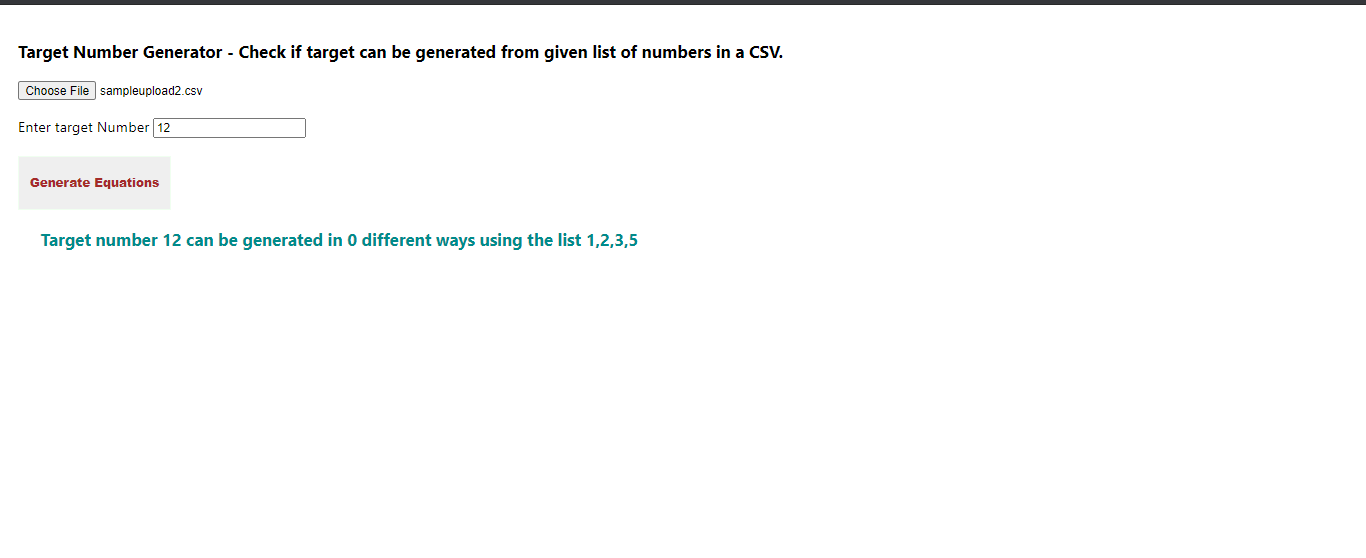 Target Number Generator - Check if target can be generated from given list of numbers in a CSV.
Choose File sampleupload2.csv
Enter target Number 12
Generate Equations
Target number 12 can be generated in 0 different ways using the list 1,2,3,5